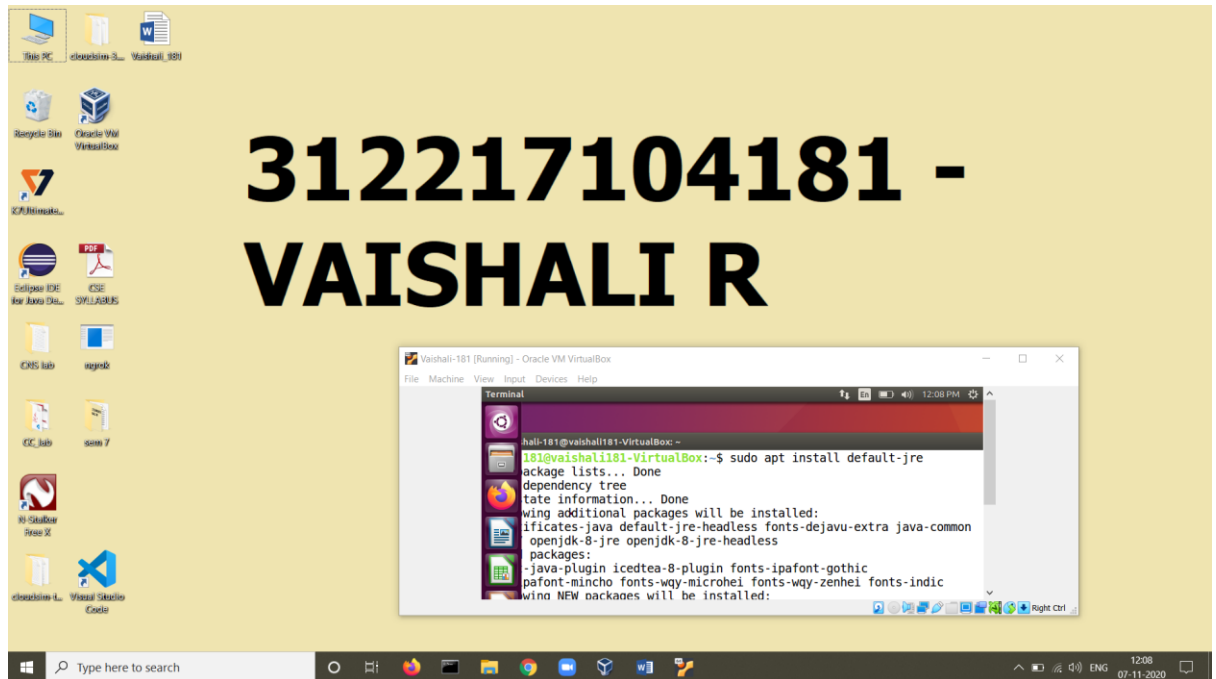 This PC
cloudsim-3...
Vaishali_181
Recycle Bin
Oracle VM
VirtualBox
312217104181 -
VAISHALI R
Eclipse IDE
for Java De...
PDF
CSE
SYLLABUS
CNS lab
ngrok
CC_lab
sem 7
N-Stalker
Free X
Visual Studio
Code
Vaishali-181 [Running] - Oracle VM VirtualBox
File Machine View Input Devices Help
Terminal
En
12:08 PM
hali-181@vaishali181-VirtualBox: ~
181@vaishali181-VirtualBox:~$ sudo apt install default-jre
ackage lists... Done
dependency tree
tate information... Done
wing additional packages will be installed:
ificates-java default-jre-headless fonts-dejavu-extra java-common
openjdk-8-jre openjdk-8-jre-headless
packages:
-java-plugin icedtea-8-plugin fonts-ipafont-gothic
pafont-mincho fonts-wqy-microhei fonts-wqy-zenhei fonts-indic
wing NEW packages will be installed:
Right Ctrl
Type here to search
ENG
12:08
07-11-2020